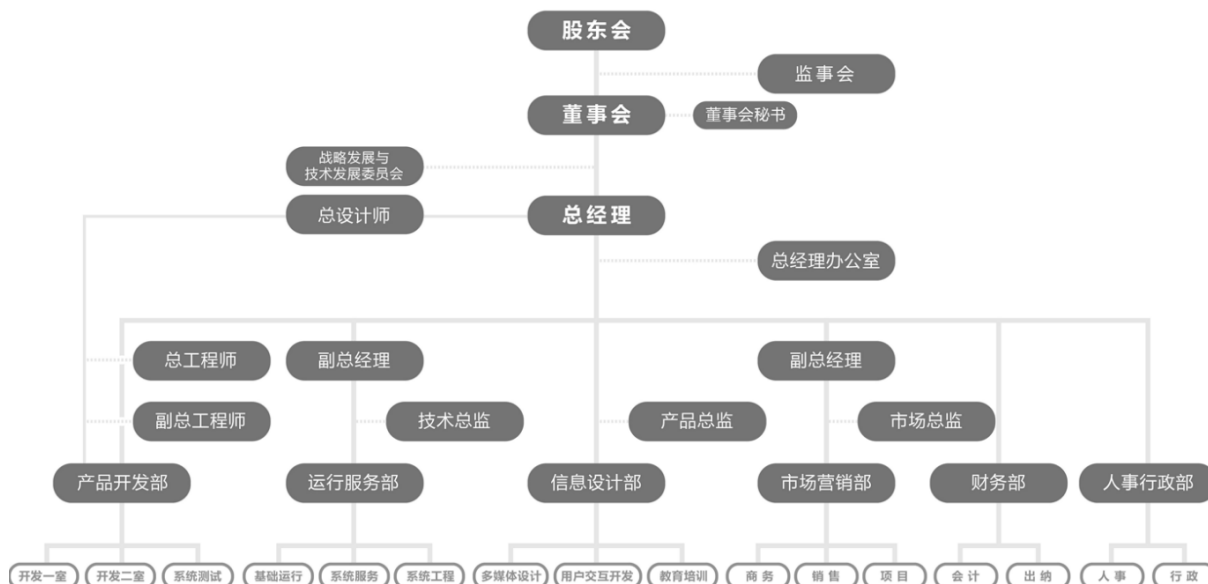 股东会
监事会
董事会
董事会秘书
战略发展与
技术发展委员会
总设计师
总经理
总经理办公室
总工程师
副总经理
副总经理
副总工程师
技术总监
产品总监
市场总监
产品开发部
运行服务部
信息设计部
市场营销部
财务部
人事行政部
开发一室
开发二室
系统测试
基础运行
系统服务
系统工程
多媒体设计
用户交互开发
教育培训
商务
销售
项目
会计
出纳
人事
行政